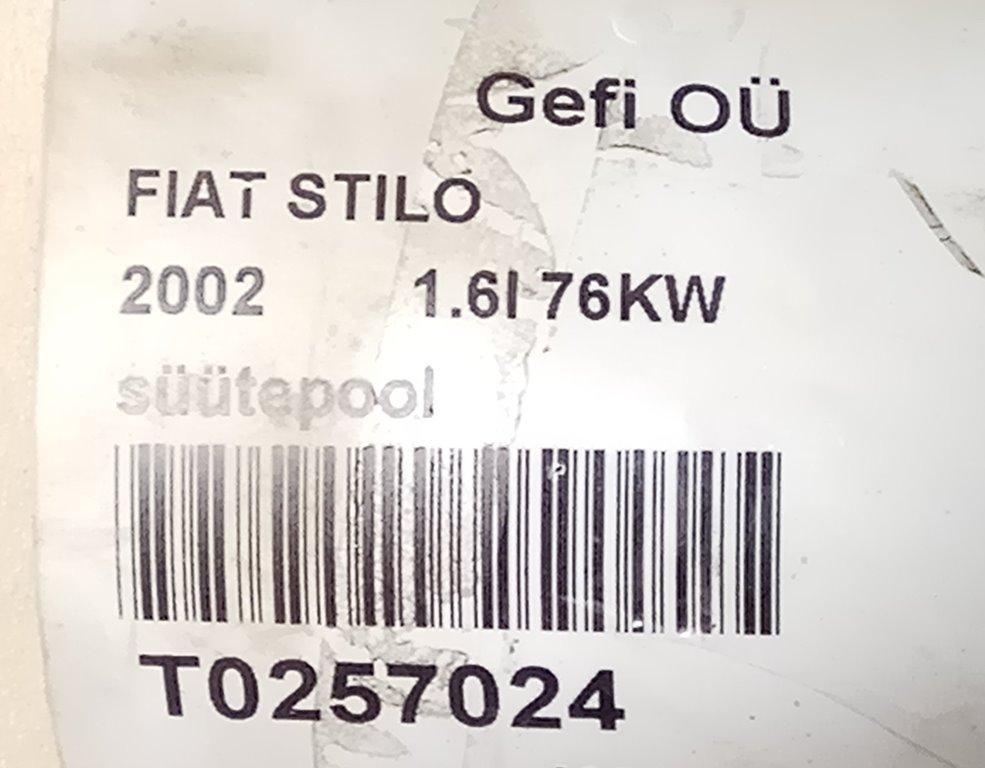 Gefi OÜ
FIAT STILO
2002 1.6l 76KW
süütepool
T0257024